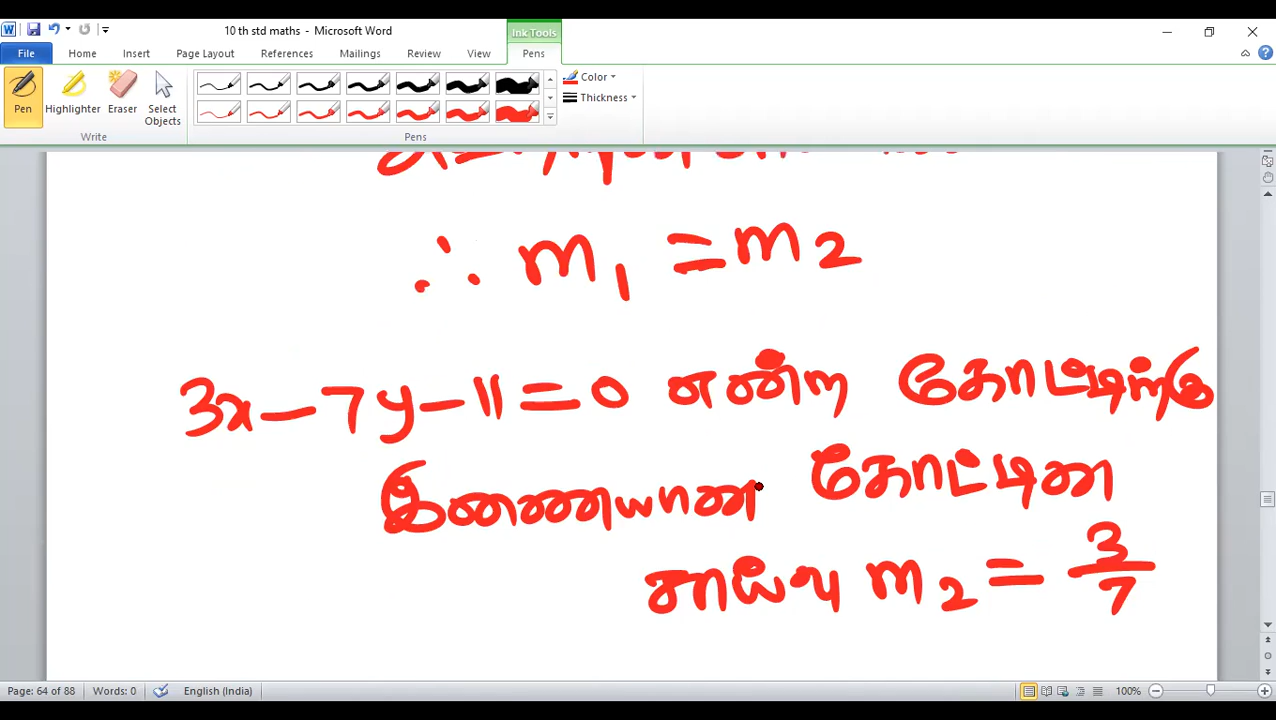 10 th std maths - Microsoft Word
Ink Tools
File Home Insert Page Layout References Mailings Review View Pens
Pen Highlighter Eraser Select Objects
Color
Thickness
Write Pens
∴ m1 = m2
3x - 7y - 11 = 0 என்ற கோட்டிற்கு
இணையான கோட்டின்
சாய்வு m2 = 3/7
Page: 64 of 88 Words: 0 English (India) 100%